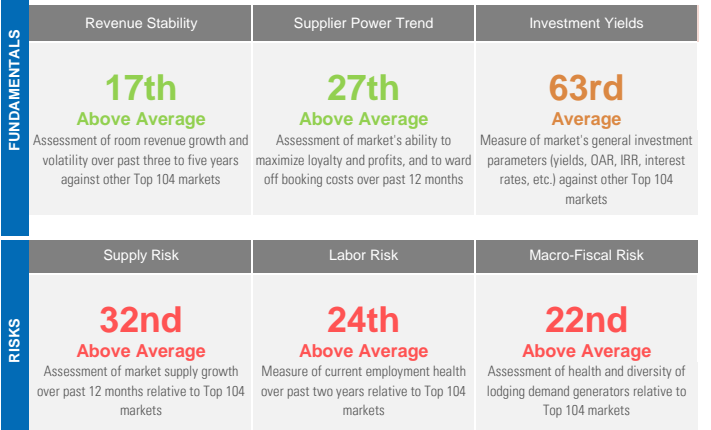 FUNDAMENTALS
Revenue Stability
17th
Above Average
Assessment of room revenue growth and
volatility over past three to five years
against other Top 104 markets
Supplier Power Trend
27th
Above Average
Assessment of market's ability to
maximize loyalty and profits, and to ward
off booking costs over past 12 months
Investment Yields
63rd
Average
Measure of market's general investment
parameters (yields, OAR, IRR, interest
rates, etc.) against other Top 104
markets
RISKS
Supply Risk
32nd
Above Average
Assessment of market supply growth
over past 12 months relative to Top 104
markets
Labor Risk
24th
Above Average
Measure of current employment health
over past two years relative to Top 104
markets
Macro-Fiscal Risk
22nd
Above Average
Assessment of health and diversity of
lodging demand generators relative to
Top 104 markets